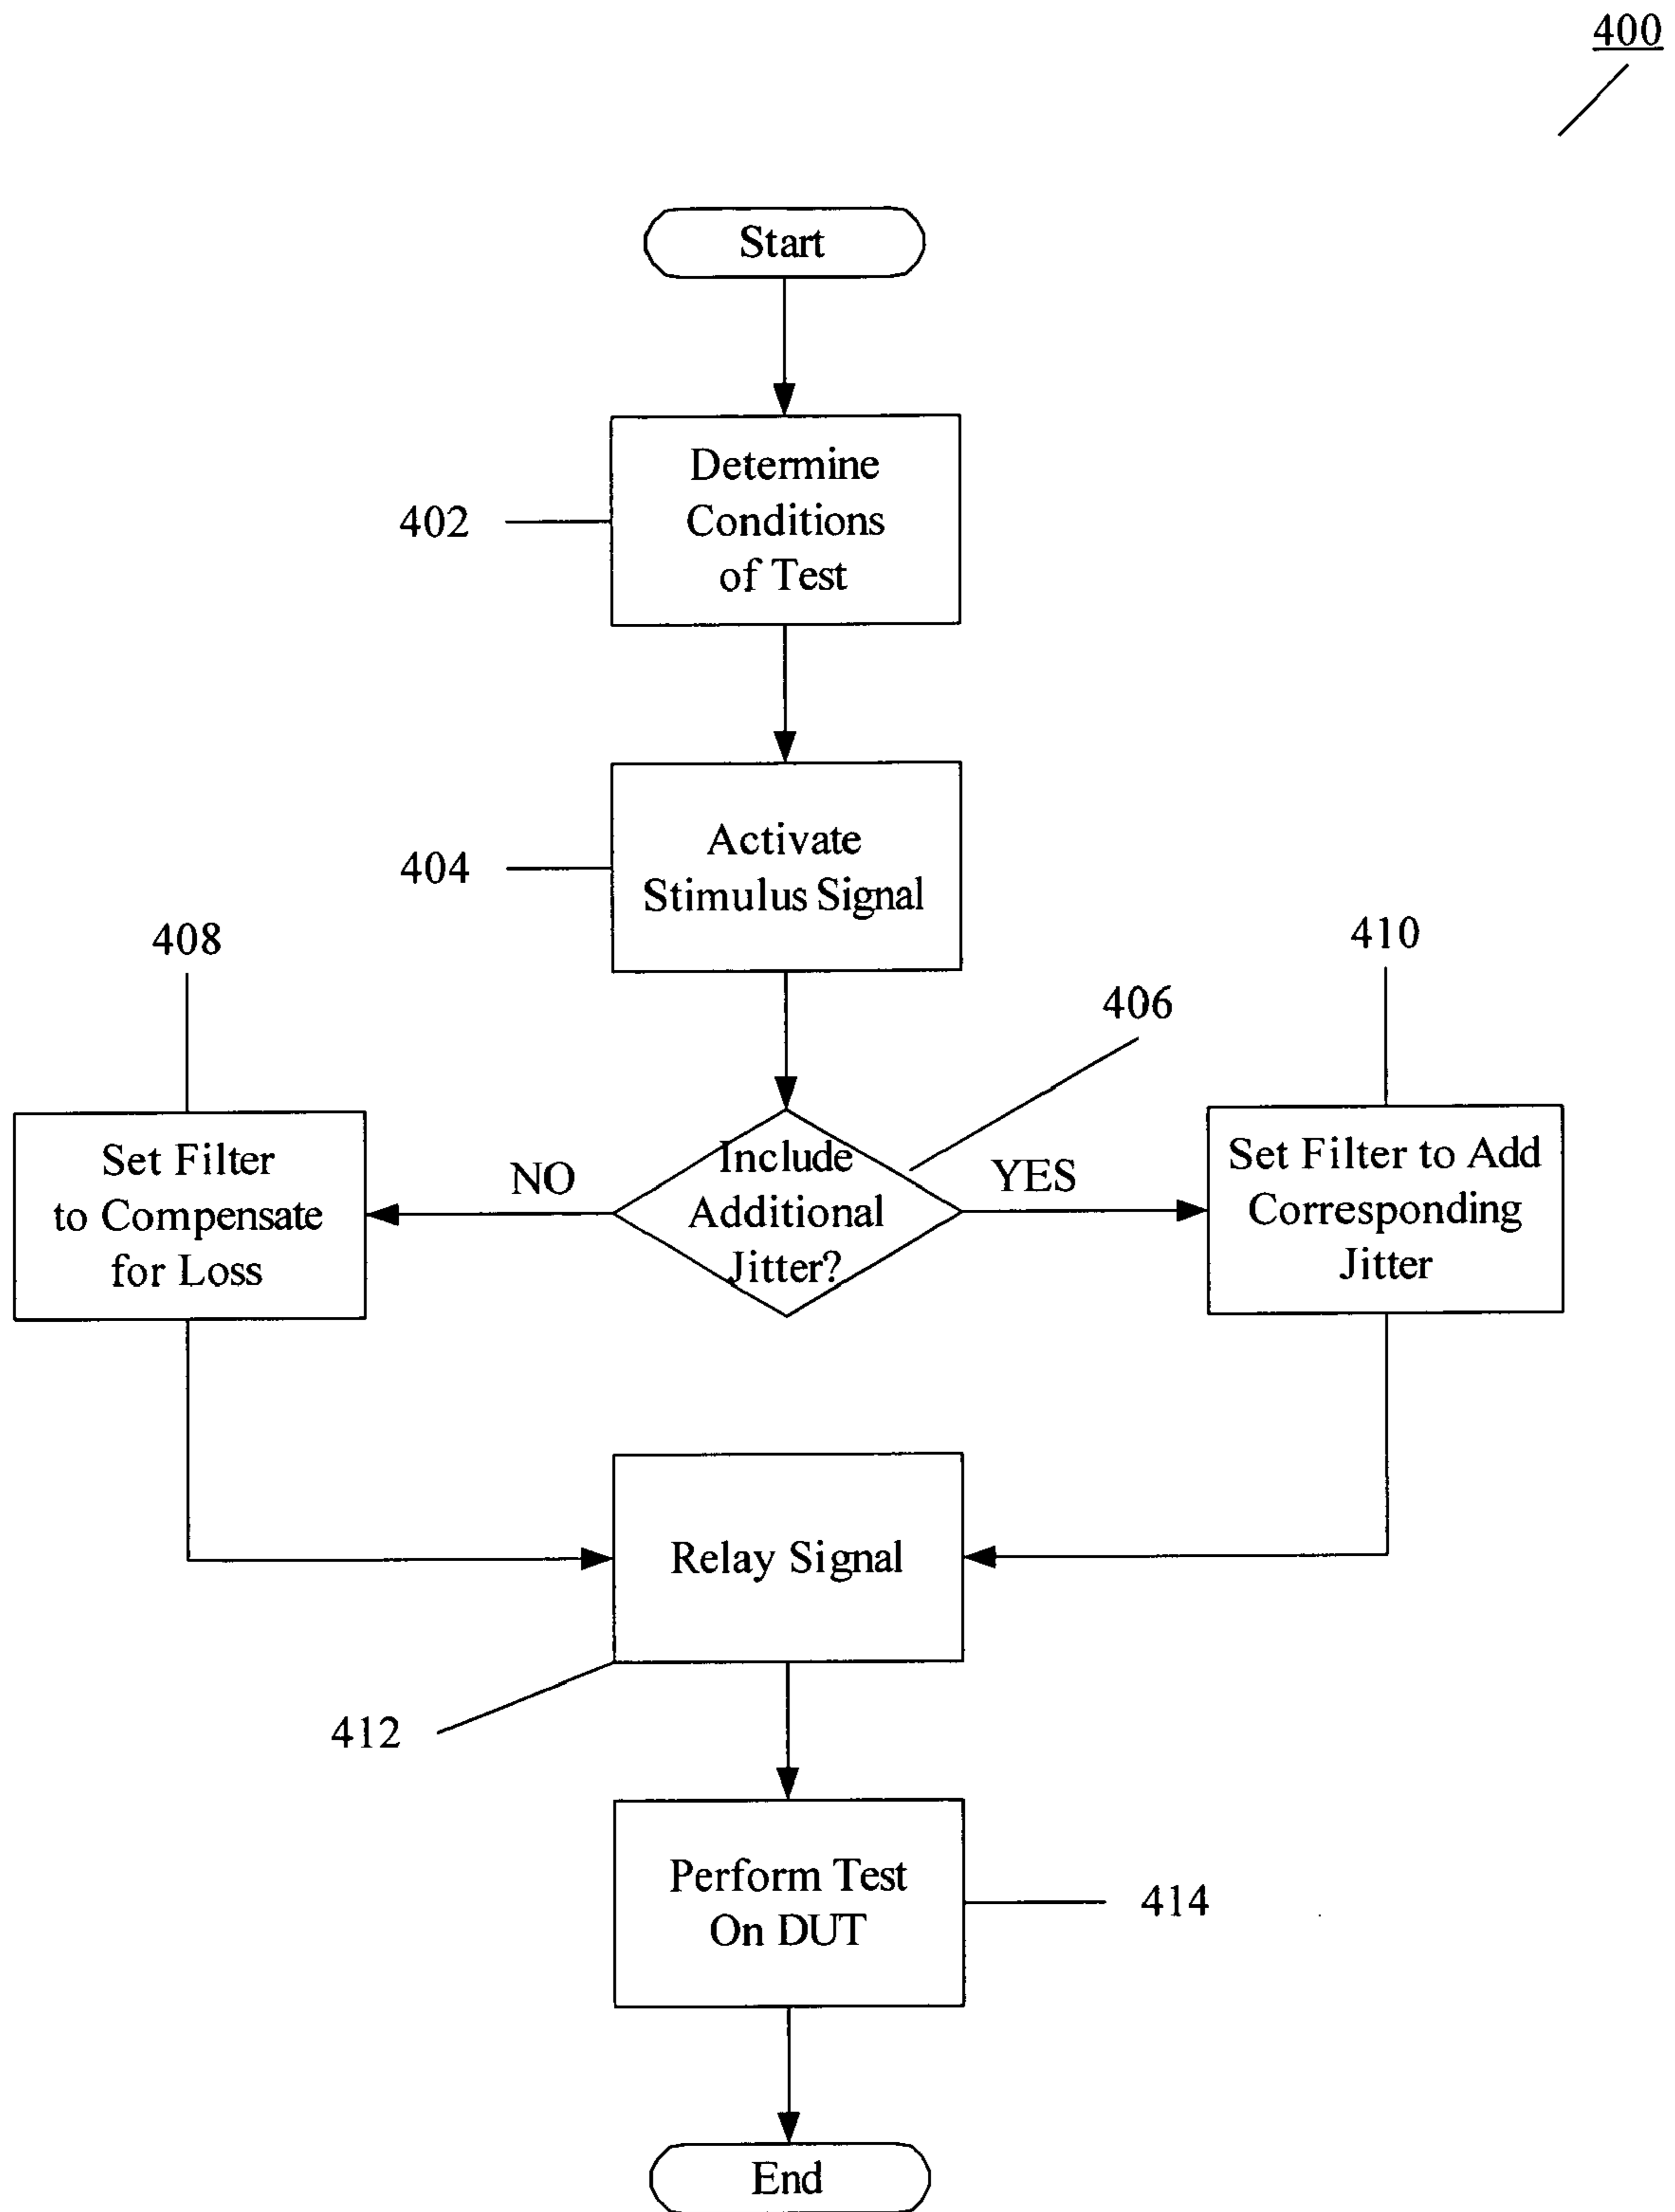 400
Start
Determine
Conditions
of Test
402
Activate
Stimulus Signal
404
408
410
406
Include
Additional
Jitter?
NO
YES
Set Filter
to Compensate
for Loss
Set Filter to Add
Corresponding
Jitter
Relay Signal
412
Perform Test
On DUT
414
End